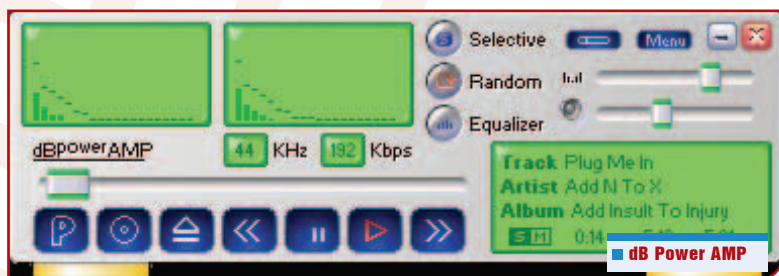 Selective
Menu
Random
Equalizer
dBpowerAMP
44 KHz 192 Kbps
Track Plug Me In
Artist Add N To X
Album Add Insult To Injury
S M 0:14
dB Power AMP